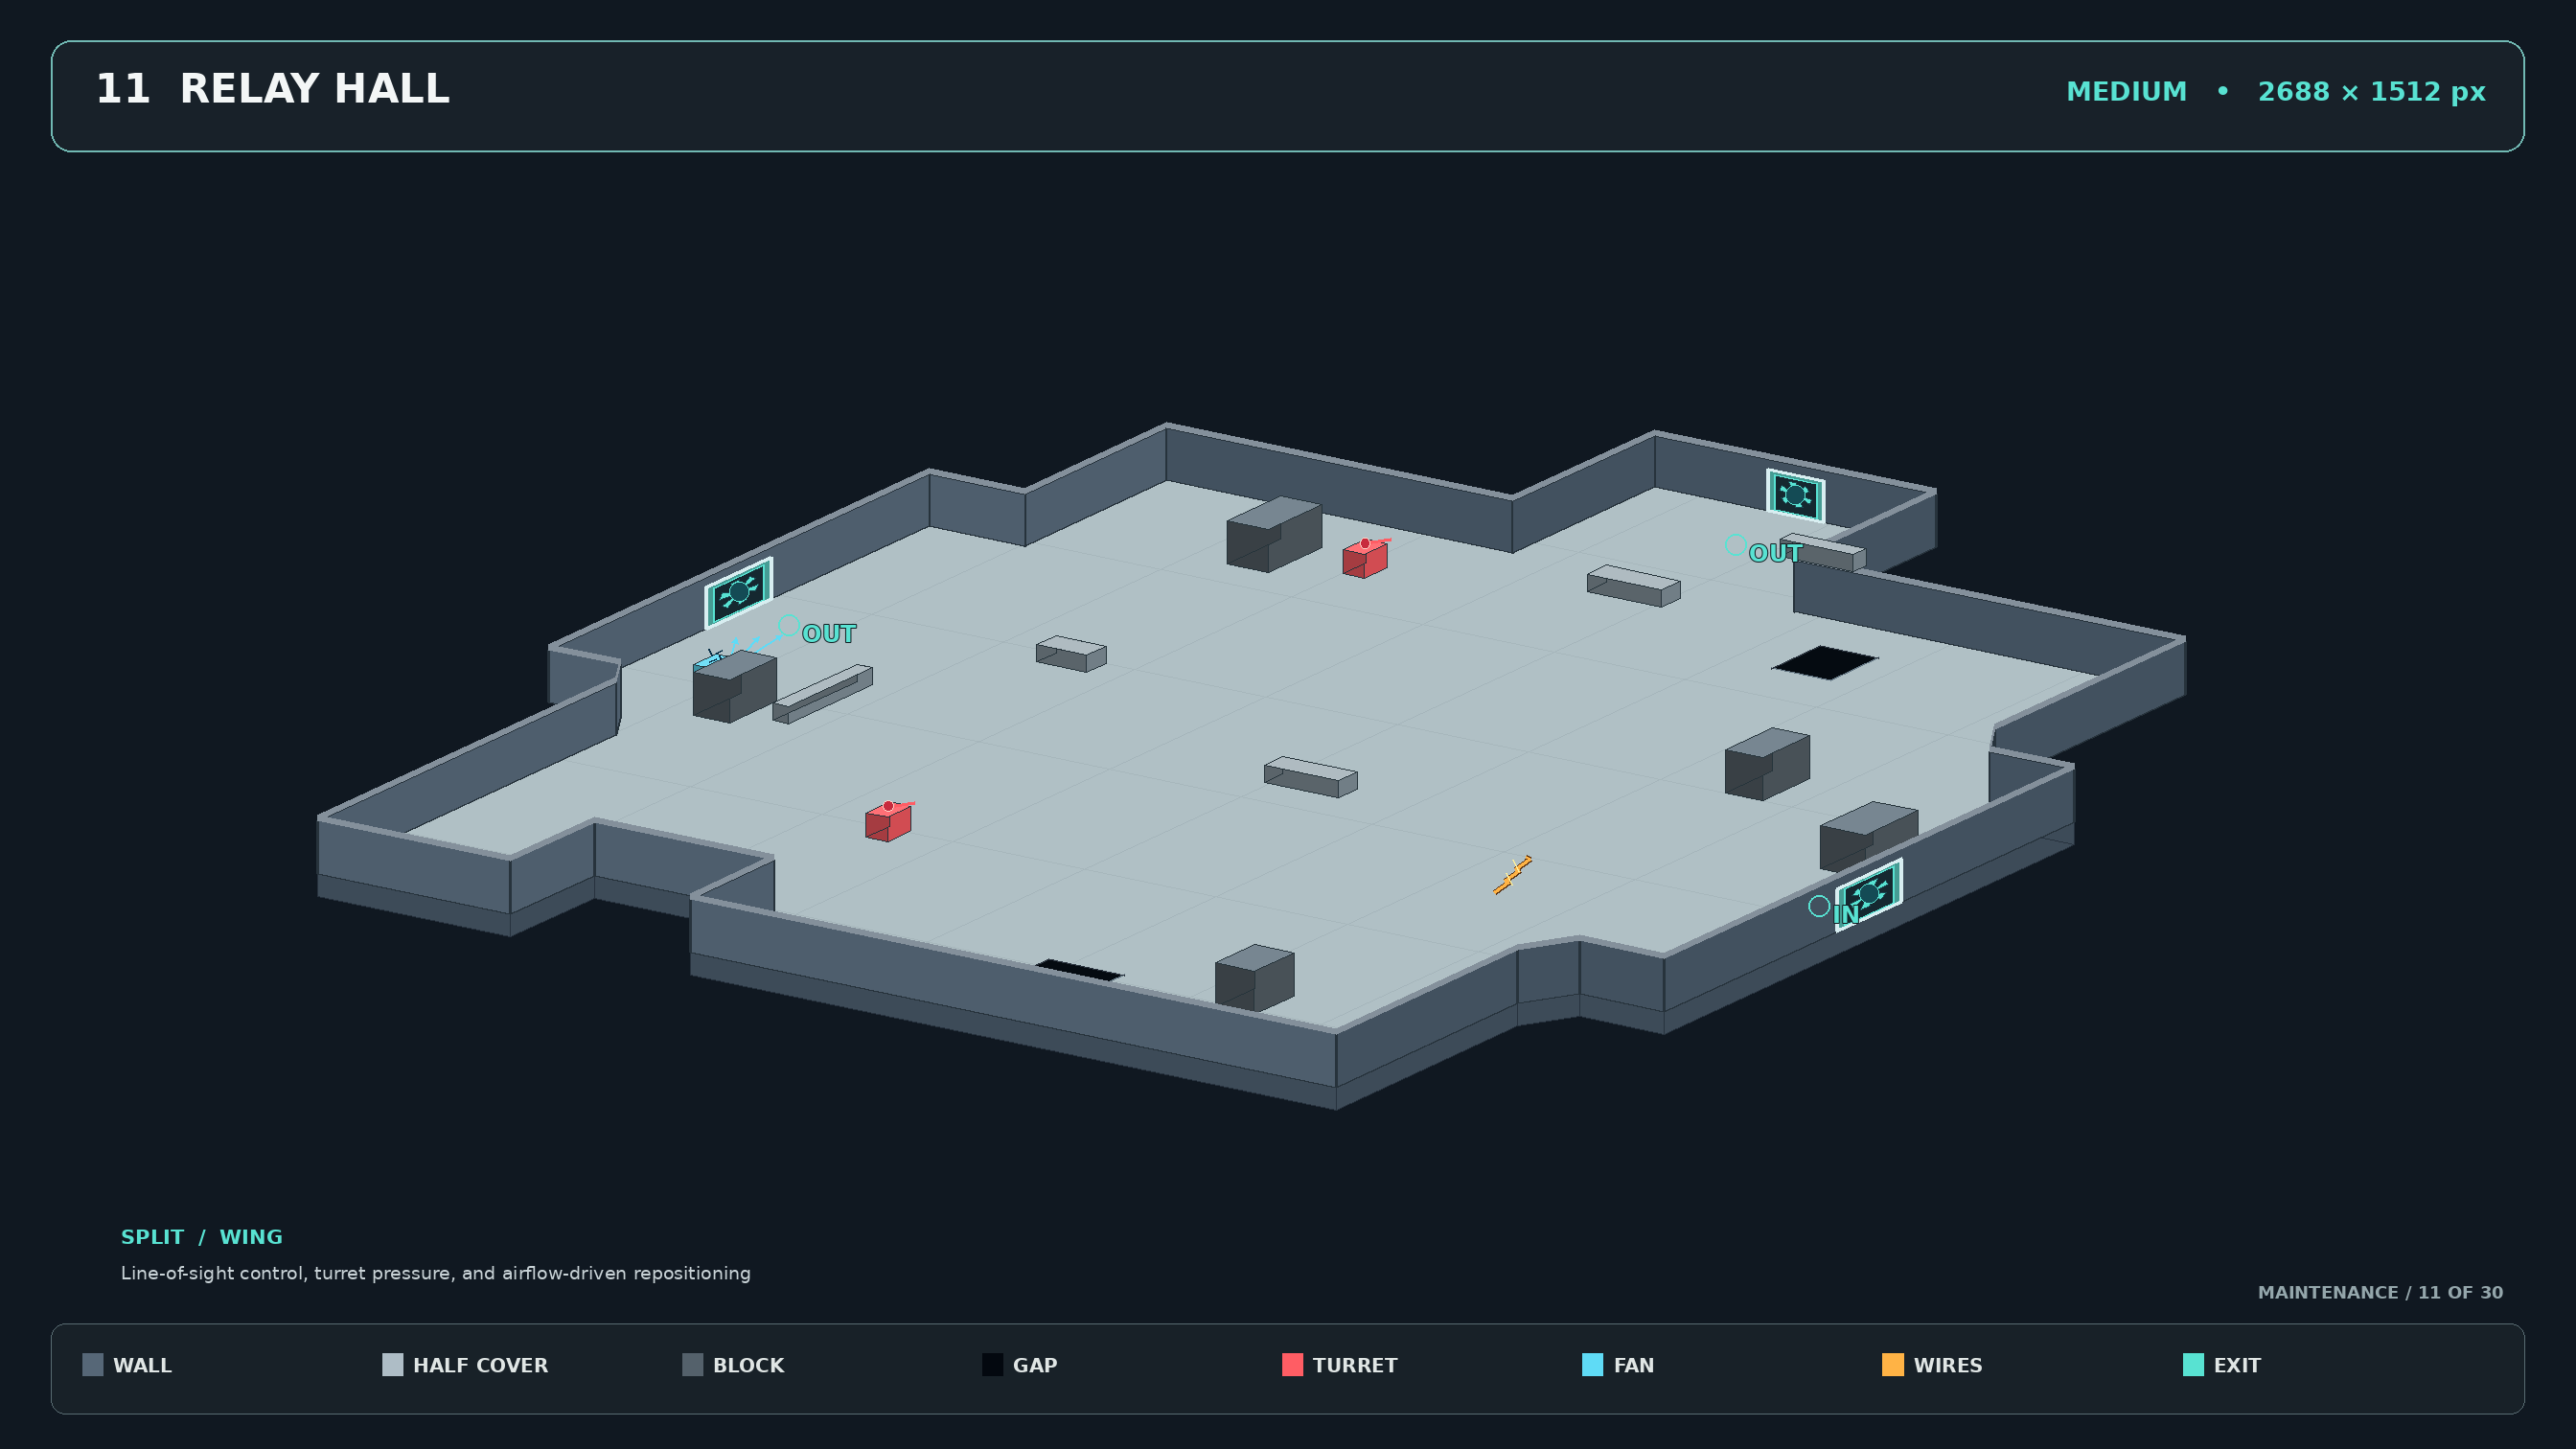 11 RELAY HALL
MEDIUM • 2688 × 1512 px
OUT
OUT
IN
SPLIT / WING
Line-of-sight control, turret pressure, and airflow-driven repositioning
MAINTENANCE / 11 OF 30
WALL HALF COVER BLOCK GAP TURRET FAN WIRES EXIT